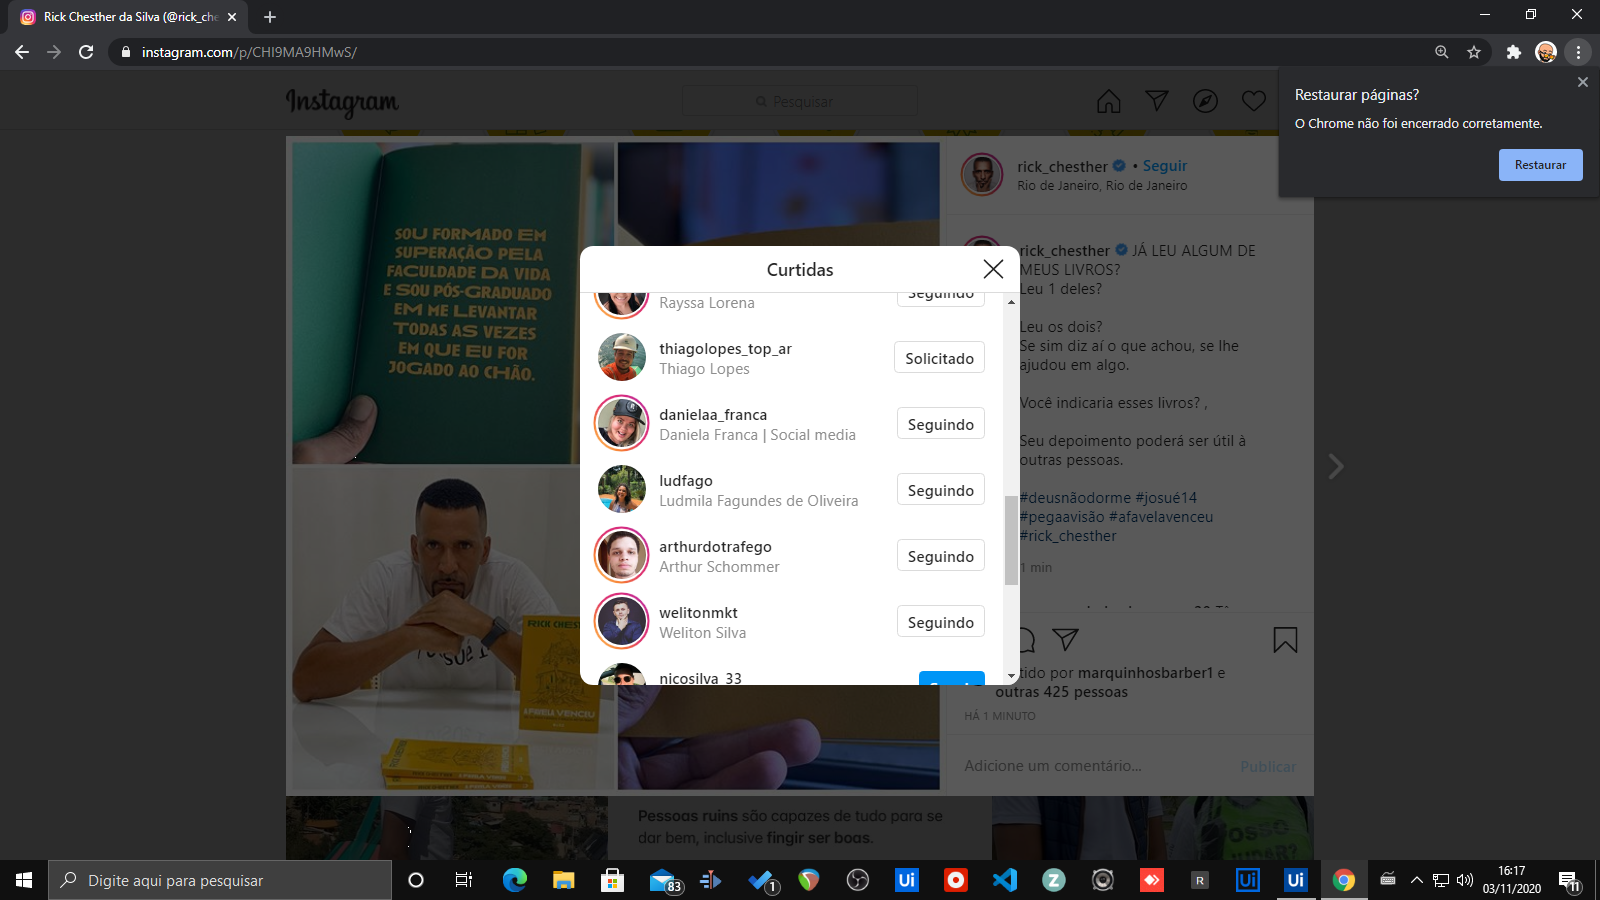 Rick Chesther da Silva (@rick_che
instagram.com/p/CHI9MA9HMwS/
Restaurar páginas?
O Chrome não foi encerrado corretamente.
Restaurar
Instagram
Pesquisar
SOU FORMADO EM
SUPERAÇÃO PELA
FACULDADE DA VIDA
E SOU PÓS-GRADUADO
EM ME LEVANTAR
TODAS AS VEZES
EM QUE EU FOR
JOGADO AO CHÃO.
RICK CHESTHER
A FAVELA VENCEU
rick_chesther • Seguir
Rio de Janeiro, Rio de Janeiro
rick_chesther JÁ LEU ALGUM DE
MEUS LIVROS?
Leu 1 deles?
Leu os dois?
Se sim diz aí o que achou, se lhe
ajudou em algo.
Você indicaria esses livros? ,
Seu depoimento poderá ser útil à
outras pessoas.
#deusnãodorme #josué14
#pegaavisão #afavelavenceu
#rick_chesther
1 min
tido por marquinhosbarber1 e
outras 425 pessoas
HÁ 1 MINUTO
Adicione um comentário...
Publicar
Curtidas
Rayssa Lorena
Seguindo
thiagolopes_top_ar
Thiago Lopes
Solicitado
danielaa_franca
Daniela Franca | Social media
Seguindo
ludfago
Ludmila Fagundes de Oliveira
Seguindo
arthurdotrafego
Arthur Schommer
Seguindo
welitonmkt
Weliton Silva
Seguindo
nicosilva_33
Pessoas ruins são capazes de tudo para se
dar bem, inclusive fingir ser boas.
POSSO
Digite aqui para pesquisar
83
1
Ui
Z
R
Ui
Ui
16:17
03/11/2020
11